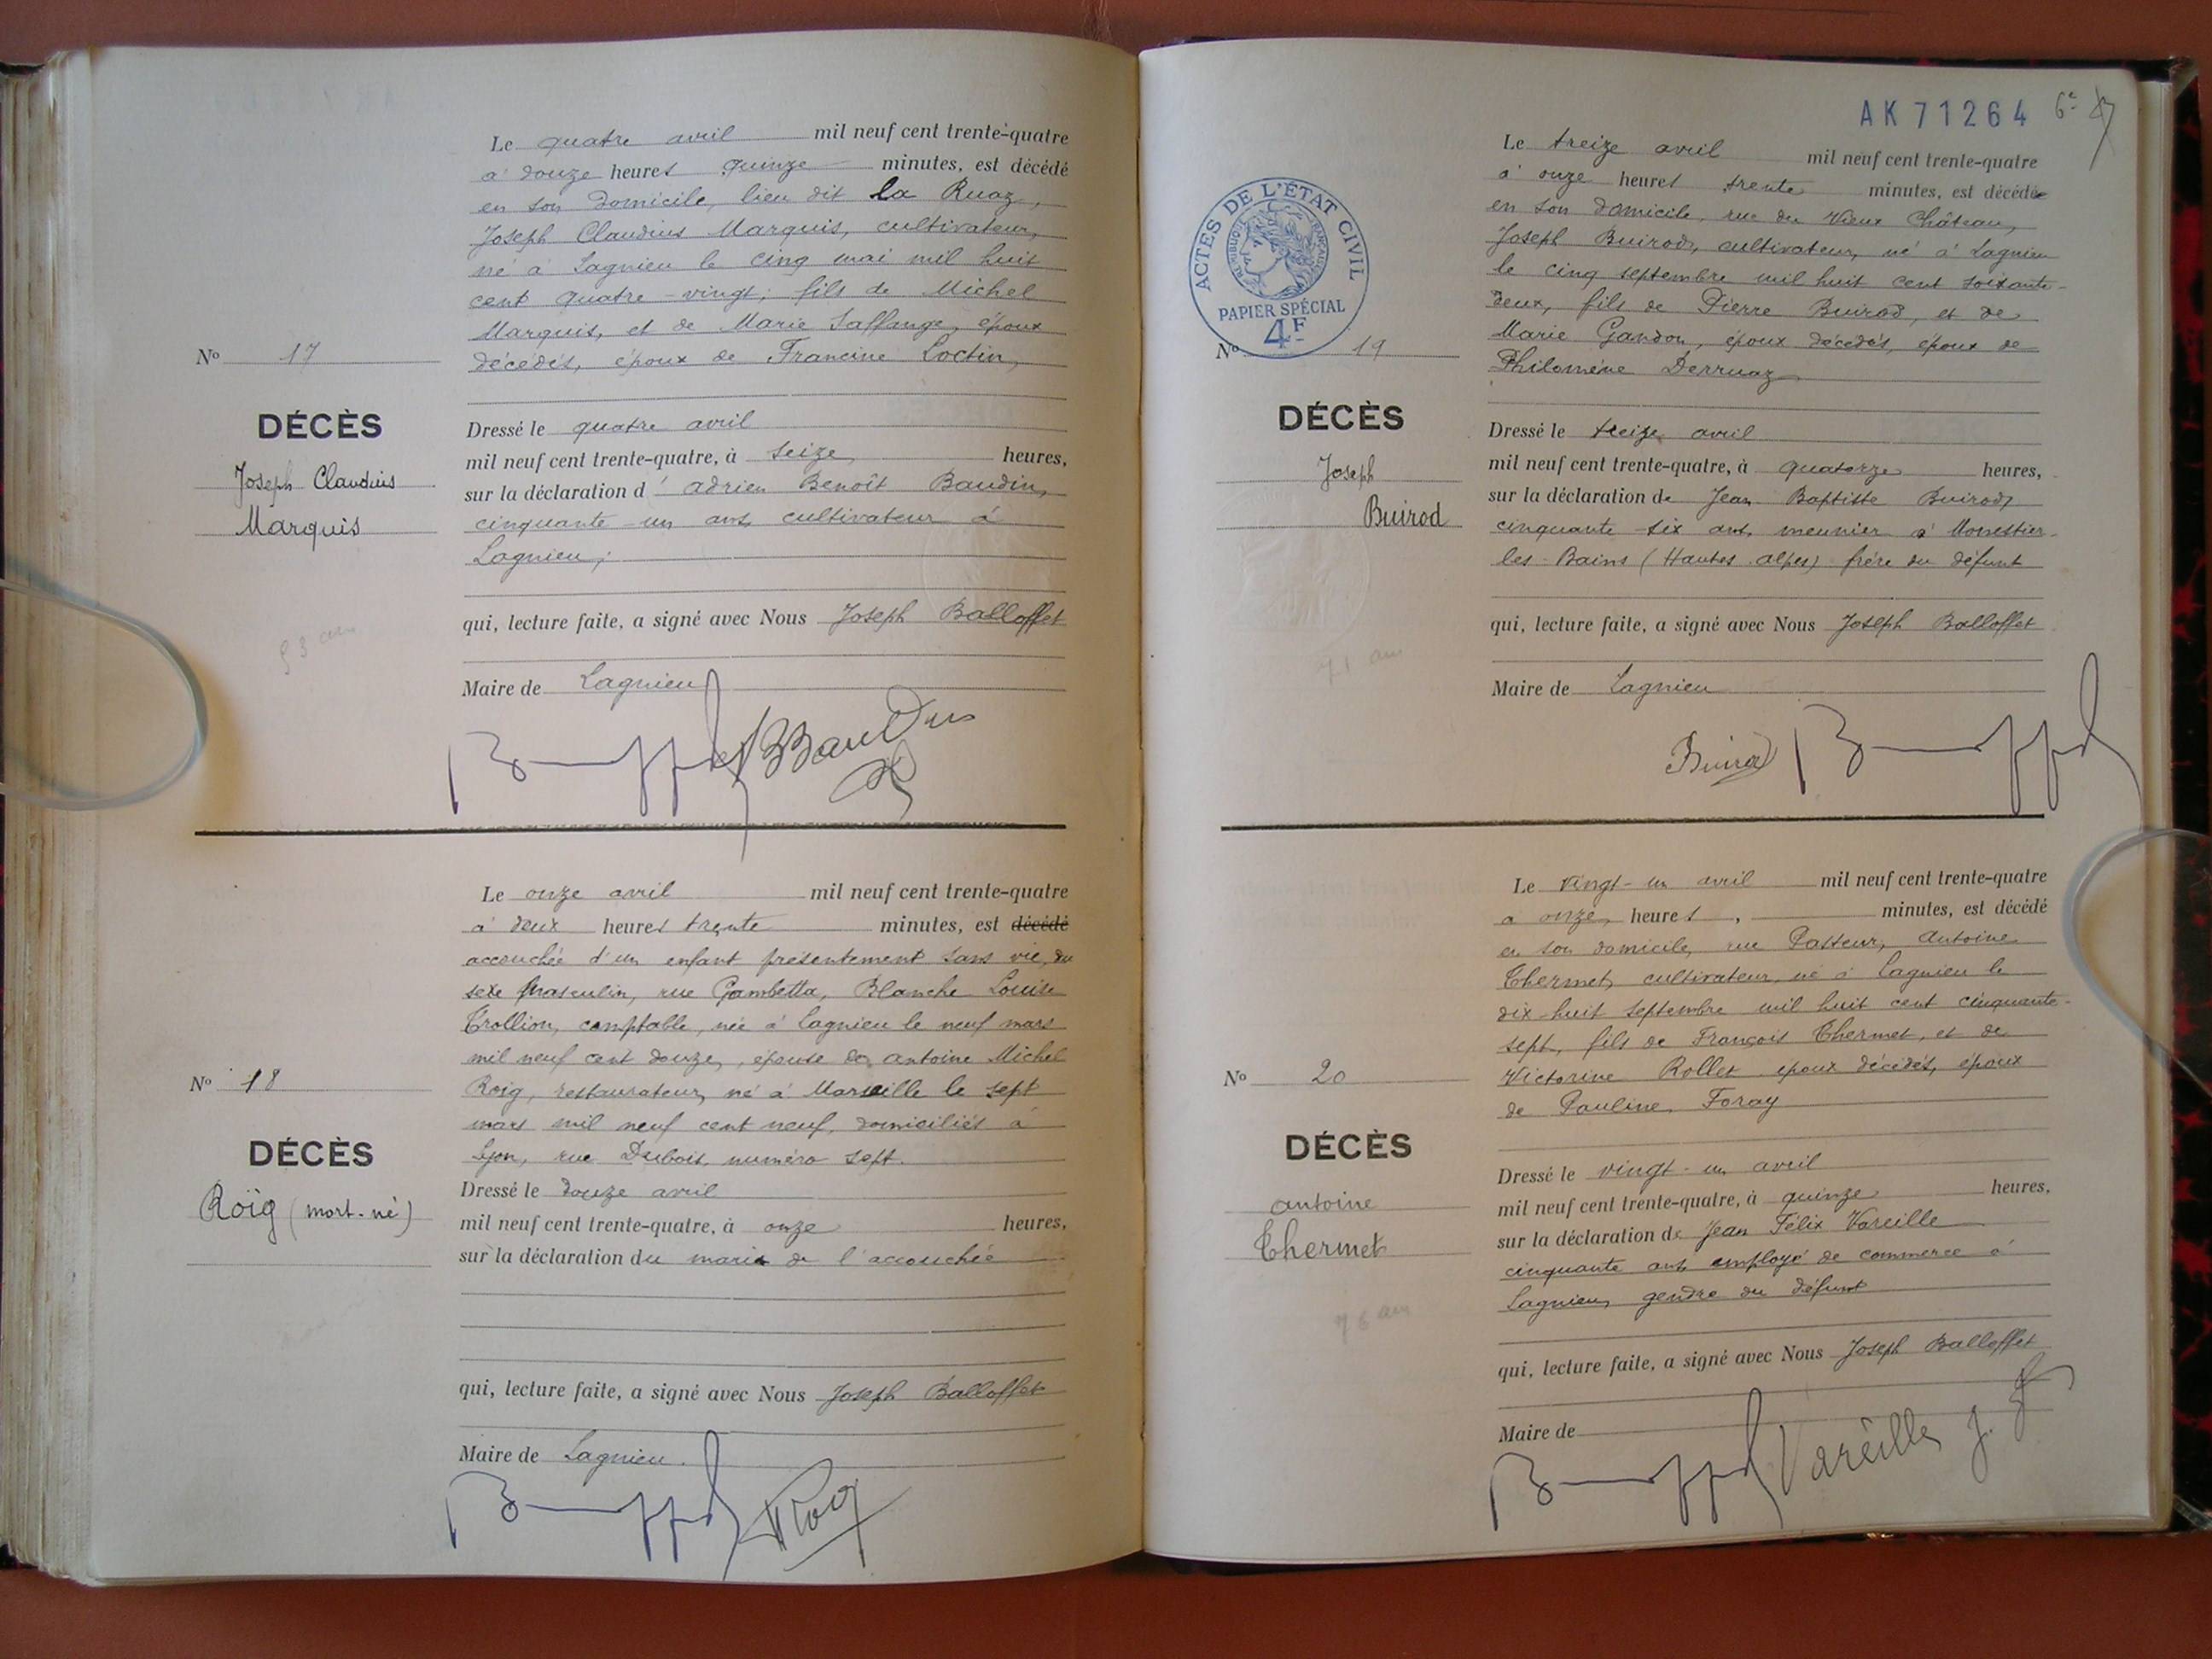 Le quatre avril mil neuf cent trente-quatre
à douze heures quinze minutes, est décédé
en son domicile, lieu dit la Ruaz,
Joseph Claudius Marquis, cultivateur,
né à Lagnieu le cinq mai mil huit
cent quatre-vingt; fils de Michel
Marquis, et de Marie Saffange, époux
décédés, époux de Francine Loctin,
No 17
DÉCÈS
Joseph Claudius
Marquis
53 ans
Dressé le quatre avril
mil neuf cent trente-quatre, à seize heures,
sur la déclaration d'Adrien Benoît Baudin,
cinquante-un ans cultivateur à
Lagnieu;
qui, lecture faite, a signé avec Nous Joseph Balloffet
Maire de Lagnieu
Baudin
Le onze avril mil neuf cent trente-quatre
à deux heures trente minutes, est décédé
accouchée d'un enfant présentement sans vie, du
sexe masculin, rue Gambetta, Blanche Louise
Trollion, comptable, née à Lagnieu le neuf mars
mil neuf cent douze, épouse de Antoine Michel
Roig, restaurateur, né à Marseille le sept
mars mil neuf cent neuf, domiciliés à
Lyon, rue Dubois, numéro sept.
No 18
DÉCÈS
Roïg (mort-né)
Dressé le douze avril
mil neuf cent trente-quatre, à onze heures,
sur la déclaration du mari de l'accouchée
qui, lecture faite, a signé avec Nous Joseph Balloffet
Maire de Lagnieu.
Roig
AK 71264 6e
ACTES DE L'ÉTAT CIVIL
RÉPUBLIQUE FRANÇAISE
PAPIER SPÉCIAL
4F
Le treize avril mil neuf cent trente-quatre
à onze heures trente minutes, est décédé
en son domicile, rue du Vieux Château,
Joseph Buirod, cultivateur, né à Lagnieu
le cinq septembre mil huit cent soixante-
deux, fils de Pierre Buirod, et de
Marie Gandon, époux décédés, époux de
Philomène Derruaz
No 19
DÉCÈS
Joseph
Buirod
71 ans
Dressé le treize avril
mil neuf cent trente-quatre, à quatorze heures,
sur la déclaration de Jean Baptiste Buirod,
cinquante-six ans, meunier à Monestier-
les-Bains (Hautes-Alpes) frère du défunt
qui, lecture faite, a signé avec Nous Joseph Balloffet
Maire de Lagnieu
Buirod
Le vingt-un avril mil neuf cent trente-quatre
a onze heures , minutes, est décédé
en son domicile, rue Pasteur, Antoine
Thermet, cultivateur, né à Lagnieu le
dix-huit septembre mil huit cent cinquante-
sept, fils de François Thermet, et de
Victorine Rollet époux décédés, époux
de Pauline Foray
No 20
DÉCÈS
Antoine
Thermet
76 ans
Dressé le vingt-un avril
mil neuf cent trente-quatre, à quinze heures,
sur la déclaration de Jean Félix Vareille
cinquante ans employé de commerce à
Lagnieu, gendre du défunt
qui, lecture faite, a signé avec Nous Joseph Balloffet
Maire de
Vareille J. F.